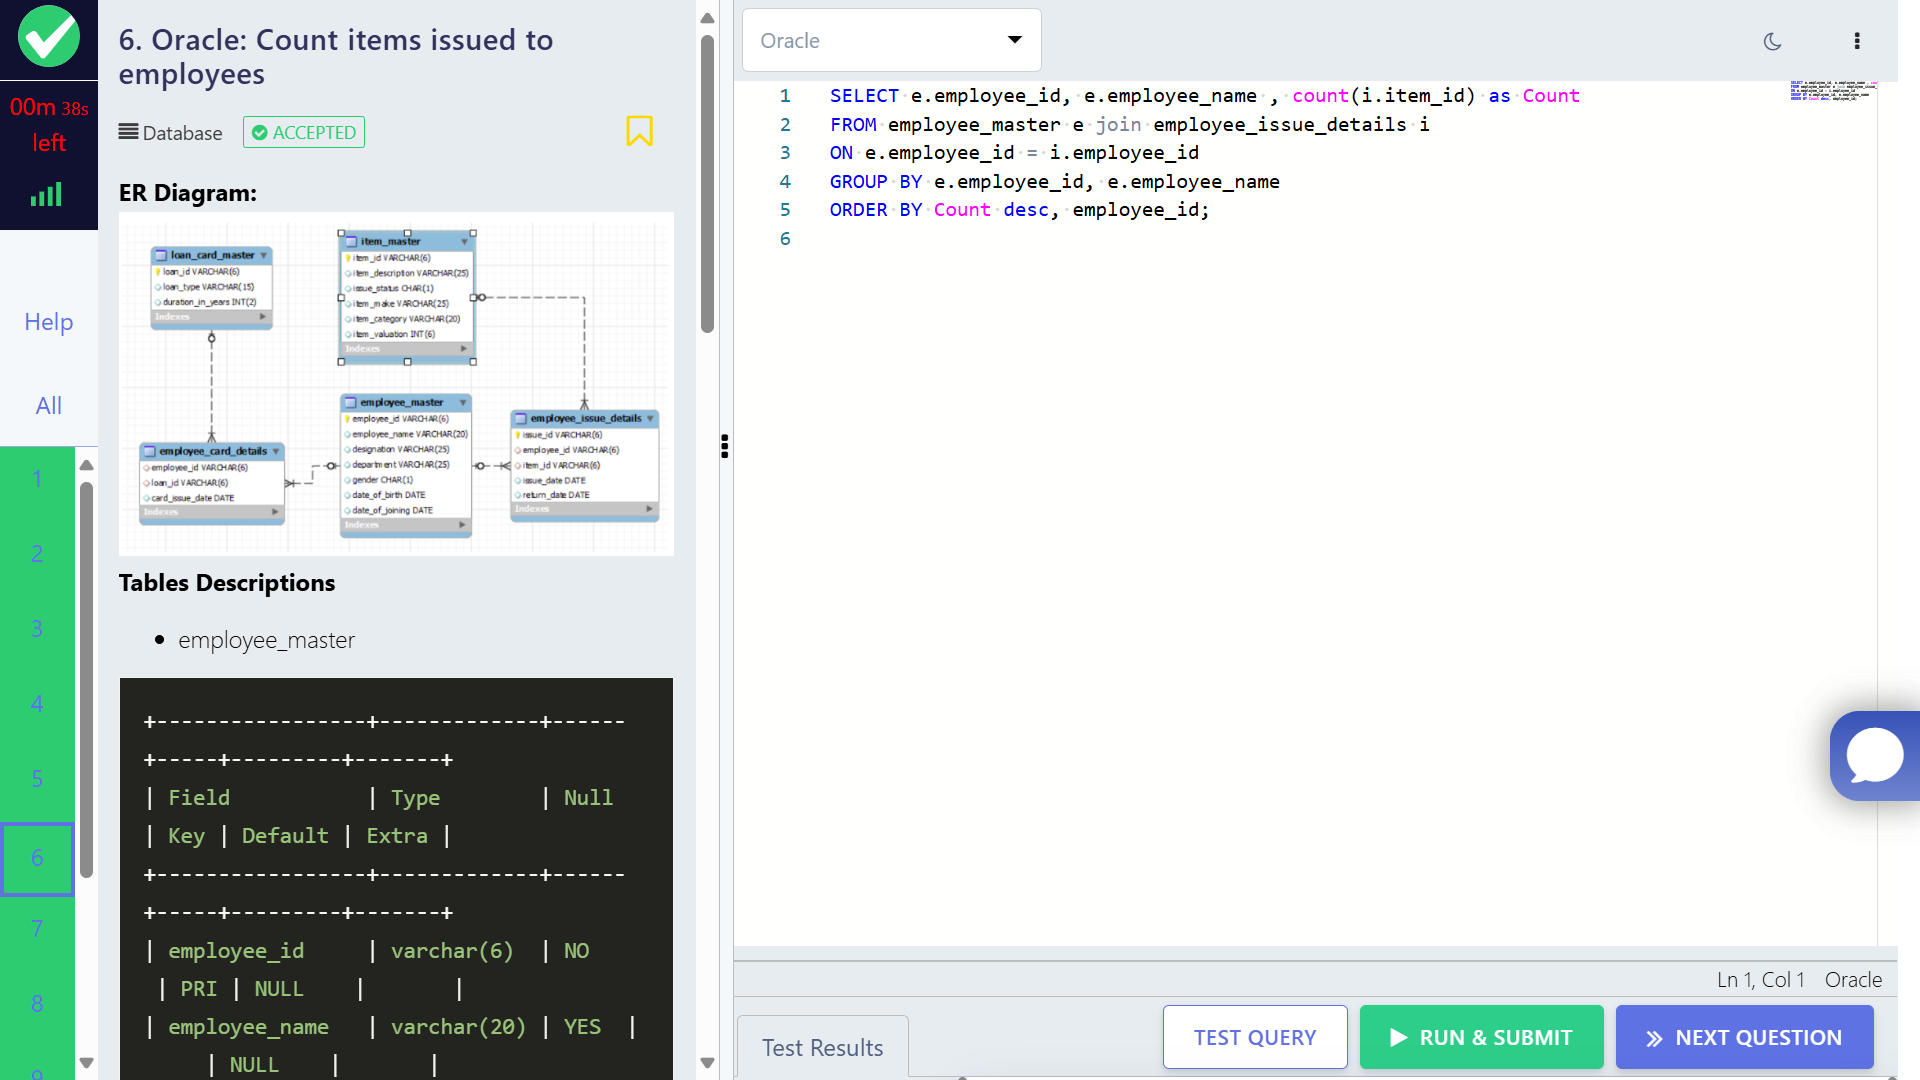 00m 38s
left
Help
All
1
2
3
4
5
6
7
8
9
6. Oracle: Count items issued to
employees
Database
ACCEPTED
ER Diagram:
loan_card_master
loan_id VARCHAR(6)
loan_type VARCHAR(15)
duration_in_years INT(2)
Indexes
item_master
item_id VARCHAR(6)
item_description VARCHAR(25)
issue_status CHAR(1)
item_make VARCHAR(25)
item_category VARCHAR(20)
item_valuation INT(6)
Indexes
employee_card_details
employee_id VARCHAR(6)
loan_id VARCHAR(6)
card_issue_date DATE
Indexes
employee_master
employee_id VARCHAR(6)
employee_name VARCHAR(20)
designation VARCHAR(25)
department VARCHAR(25)
gender CHAR(1)
date_of_birth DATE
date_of_joining DATE
Indexes
employee_issue_details
issue_id VARCHAR(6)
employee_id VARCHAR(6)
item_id VARCHAR(6)
issue_date DATE
return_date DATE
Indexes
Tables Descriptions
• employee_master
+-----------------+-------------+------
+-----+---------+-------+
| Field           | Type        | Null
| Key | Default | Extra |
+-----------------+-------------+------
+-----+---------+-------+
| employee_id     | varchar(6)  | NO
| PRI | NULL    |       |
| employee_name   | varchar(20) | YES  |
| NULL    |       |
Oracle
1 SELECT e.employee_id, e.employee_name , count(i.item_id) as Count
2 FROM employee_master e join employee_issue_details i
3 ON e.employee_id = i.employee_id
4 GROUP BY e.employee_id, e.employee_name
5 ORDER BY Count desc, employee_id;
6
Ln 1, Col 1 Oracle
Test Results
TEST QUERY
RUN & SUBMIT
NEXT QUESTION